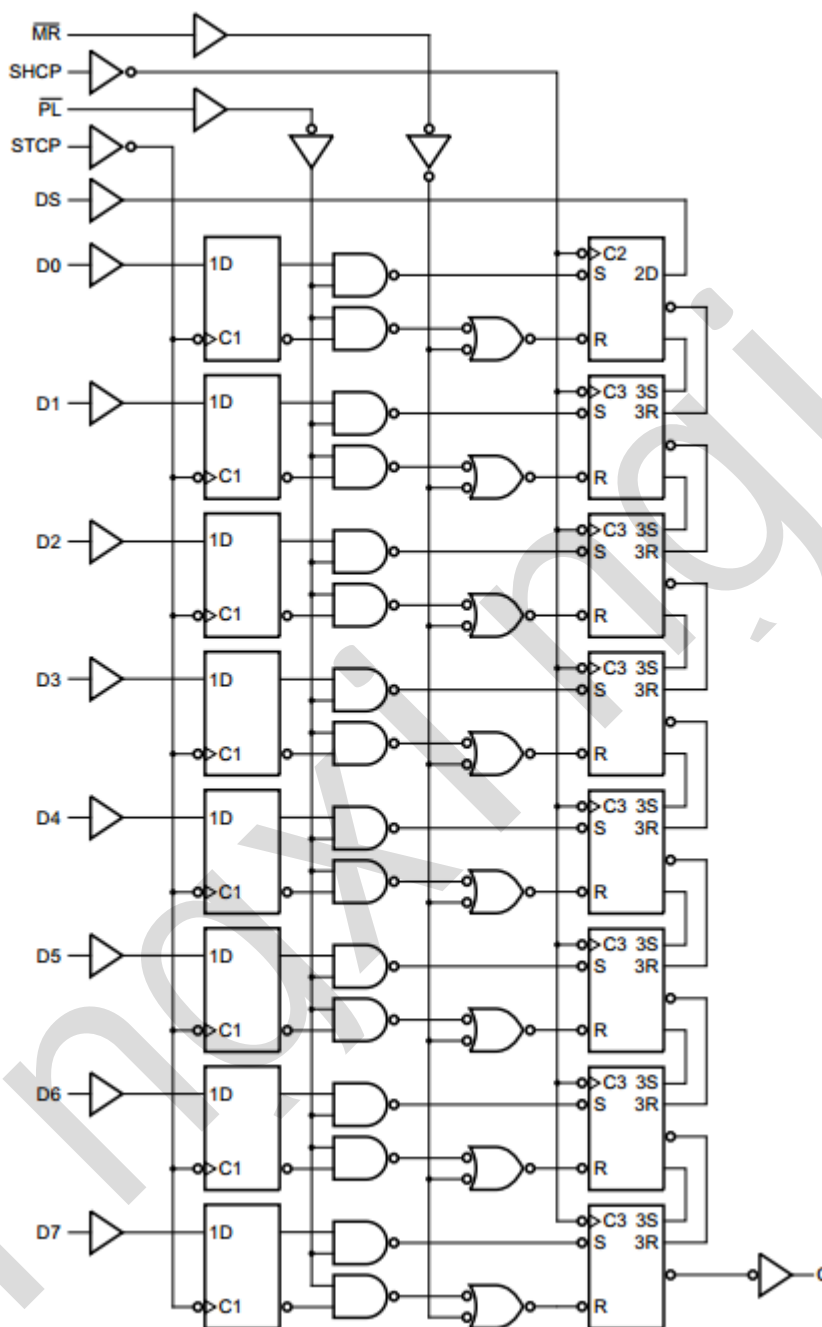 MR
SHCP
PL
STCP
DS
D0
1D
C1
C2
S 2D
R
D1
1D
C1
C3 3S
S 3R
R
D2
1D
C1
C3 3S
S 3R
R
D3
1D
C1
C3 3S
S 3R
R
D4
1D
C1
C3 3S
S 3R
R
D5
1D
C1
C3 3S
S 3R
R
D6
1D
C1
C3 3S
S 3R
R
D7
1D
C1
C3 3S
S 3R
R